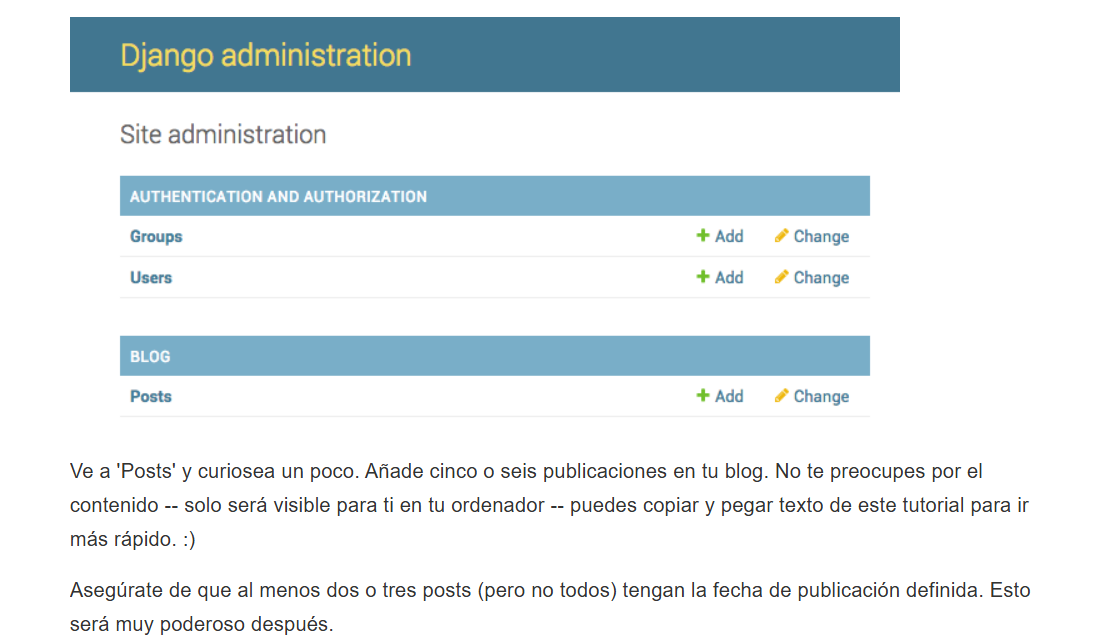 Django administration
Site administration
AUTHENTICATION AND AUTHORIZATION
Groups Add Change
Users Add Change
BLOG
Posts Add Change
Ve a 'Posts' y curiosea un poco. Añade cinco o seis publicaciones en tu blog. No te preocupes por el
contenido -- solo será visible para ti en tu ordenador -- puedes copiar y pegar texto de este tutorial para ir
más rápido. :)
Asegúrate de que al menos dos o tres posts (pero no todos) tengan la fecha de publicación definida. Esto
será muy poderoso después.